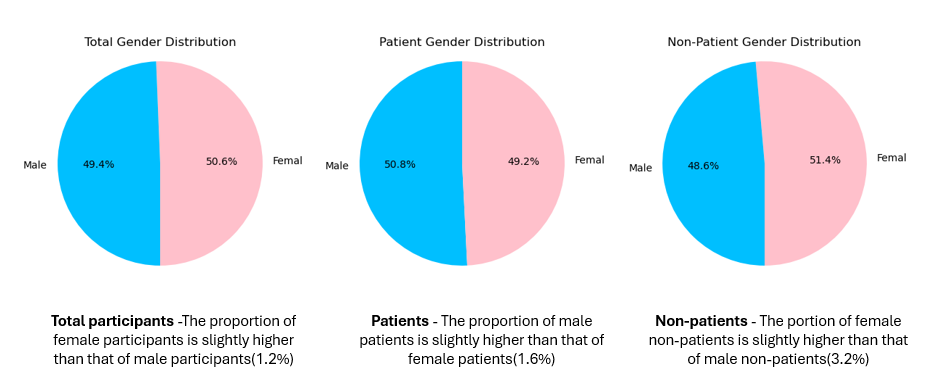 Total Gender Distribution
Male
49.4%
50.6%
Femal
Patient Gender Distribution
Male
50.8%
49.2%
Femal
Non-Patient Gender Distribution
Male
48.6%
51.4%
Femal
Total participants -The proportion of
female participants is slightly higher
than that of male participants(1.2%)
Patients - The proportion of male
patients is slightly higher than that of
female patients(1.6%)
Non-patients - The portion of female
non-patients is slightly higher than that
of male non-patients(3.2%)